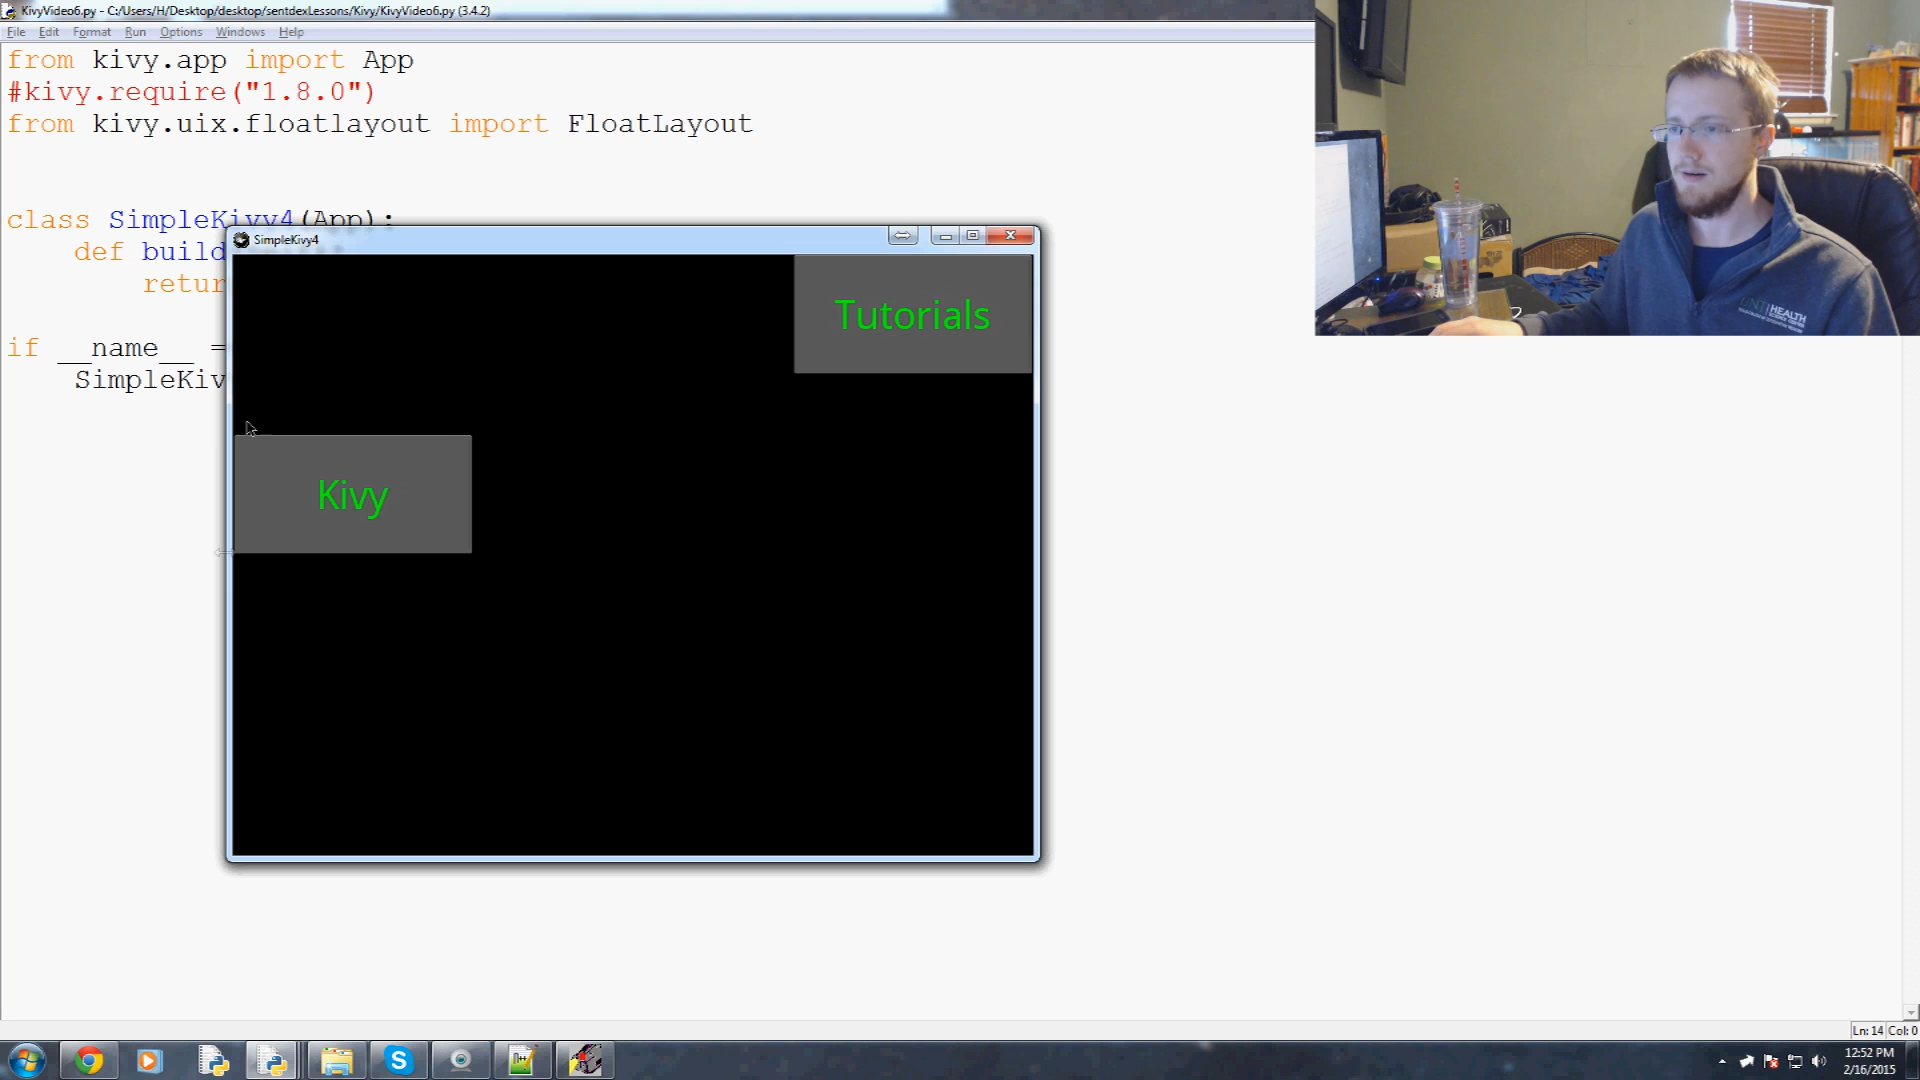 KivyVideo6.py - C:/Users/H/Desktop/desktop/sentdexLessons/Kivy/KivyVideo6.py (3.4.2)
File Edit Format Run Options Windows Help
from kivy.app import App
#kivy.require("1.8.0")
from kivy.uix.floatlayout import FloatLayout
class SimpleKivy4(App):
def build
retur
if __name__ =
SimpleKiv
SimpleKivy4
Tutorials
Kivy
UNT HEALTH
Ln: 14 Col: 0
12:52 PM
2/16/2015